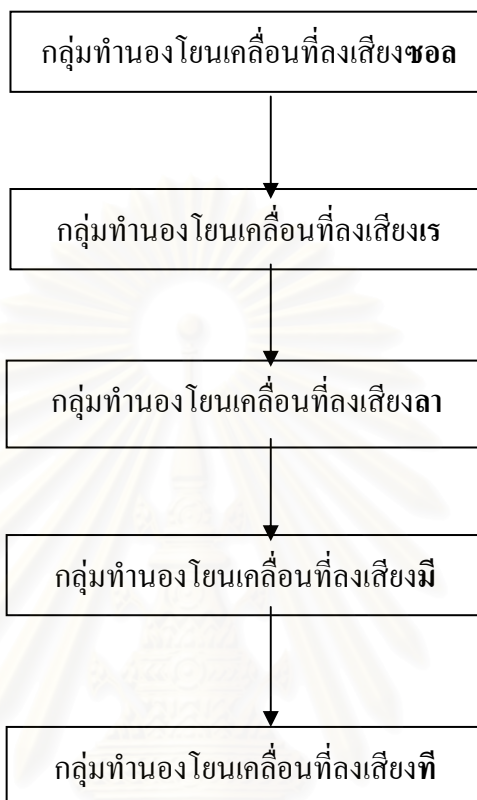 กลุ่มทำนองโยนเคลื่อนที่ลงเสียงซอล
กลุ่มทำนองโยนเคลื่อนที่ลงเสียงเร
กลุ่มทำนองโยนเคลื่อนที่ลงเสียงลา
กลุ่มทำนองโยนเคลื่อนที่ลงเสียงมี
กลุ่มทำนองโยนเคลื่อนที่ลงเสียงที